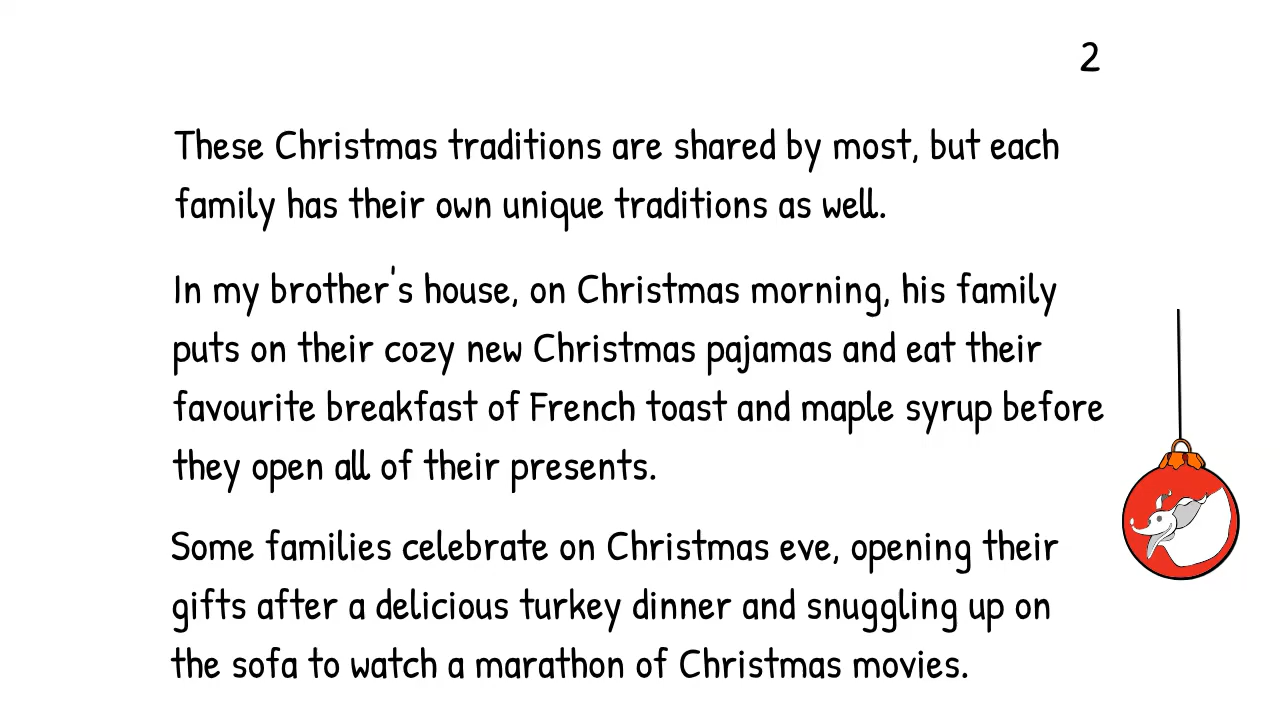 2
These Christmas traditions are shared by most, but each
family has their own unique traditions as well.
In my brother's house, on Christmas morning, his family
puts on their cozy new Christmas pajamas and eat their
favourite breakfast of French toast and maple syrup before
they open all of their presents.
Some families celebrate on Christmas eve, opening their
gifts after a delicious turkey dinner and snuggling up on
the sofa to watch a marathon of Christmas movies.